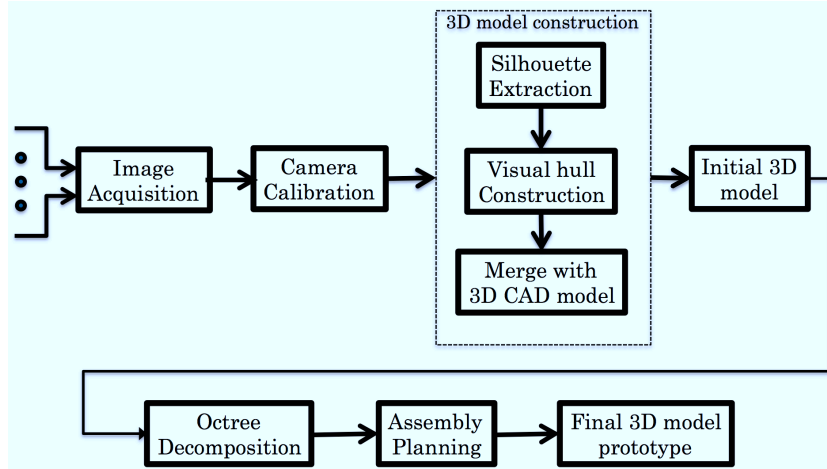 3D model construction
Silhouette
Extraction
Image
Acquisition
Camera
Calibration
Visual hull
Construction
Initial 3D
model
Merge with
3D CAD model
Octree
Decomposition
Assembly
Planning
Final 3D model
prototype